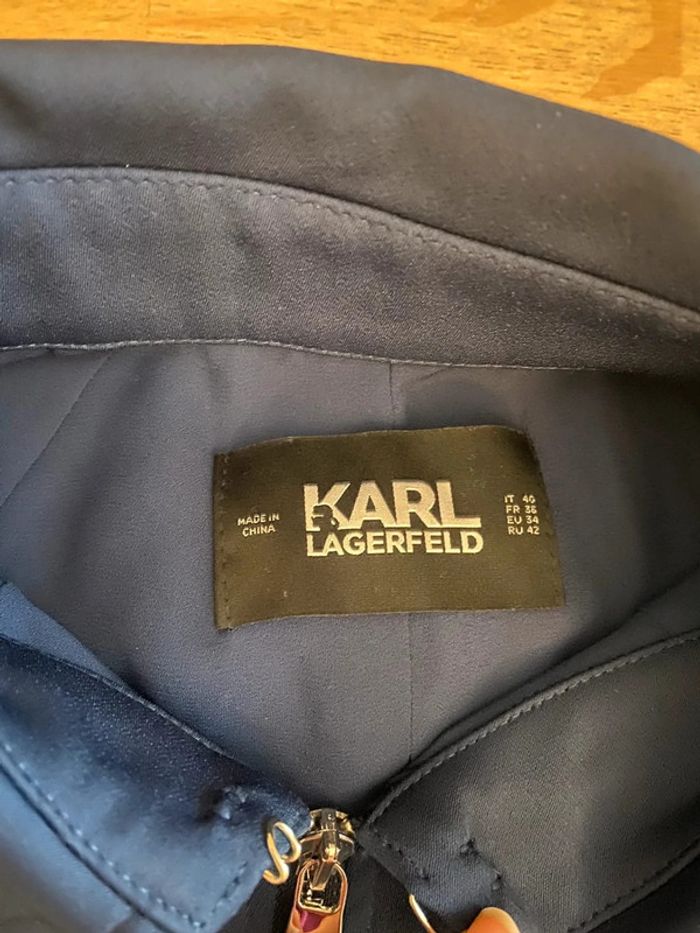 MADE IN
CHINA
KARL
LAGERFELD
IT 40
FR 36
EU 34
RU 42